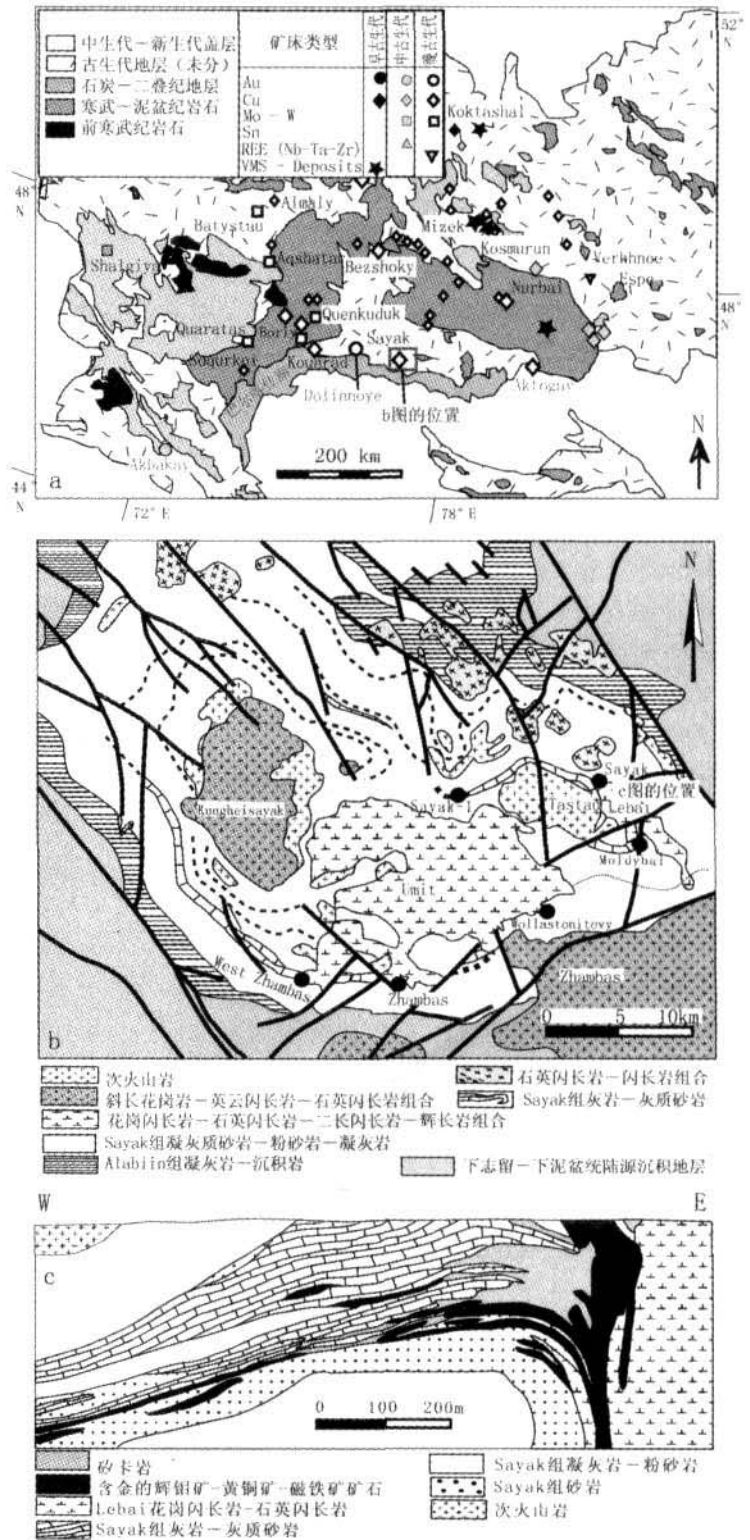 52°
N
中生代－新生代盖层
古生代地层（未分）
石炭－二叠纪地层
寒武－泥盆纪岩石
前寒武纪岩石
矿床类型
早古生代
中古生代
晚古生代
Au
Cu
Mo - W
Sn
REE (Nb-Ta-Zr)
VMS - Deposits
Koktashal
48°
N
Almaly
Batystau
Mizek
Shalgiya
Aqshatau
Kosmurun
Bezshoky
Verkhnee
Espe
48°
N
Nurbai
Quenkuduk
Quaratas
Borly
Sayak
Kounrad
Dolinnoye
b图的位置
Aktogay
200 km
N
Akbakay
44°
N
a
72° E
78° E
N
Sayak
c图的位置
Kungheisayak
Sayak-I
Tastau
Lebai
Moldybai
Umit
Wollastonitovy
West Zhambas
Zhambas
Zhambas
0 5 10km
b
次火山岩
石英闪长岩－闪长岩组合
斜长花岗岩－英云闪长岩－石英闪长岩组合
Sayak组灰岩－灰质砂岩
花岗闪长岩－石英闪长岩－二长闪长岩－辉长岩组合
Sayak组凝灰质砂岩－粉砂岩－凝灰岩
Alabiin组凝灰岩－沉积岩
下志留－下泥盆统陆源沉积地层
W
E
c
0 100 200m
矽卡岩
Sayak组凝灰岩－粉砂岩
含金的辉钼矿-黄铜矿-磁铁矿矿石
Sayak组砂岩
Lebai花岗闪长岩-石英闪长岩
次火山岩
Sayak组灰岩－灰质砂岩